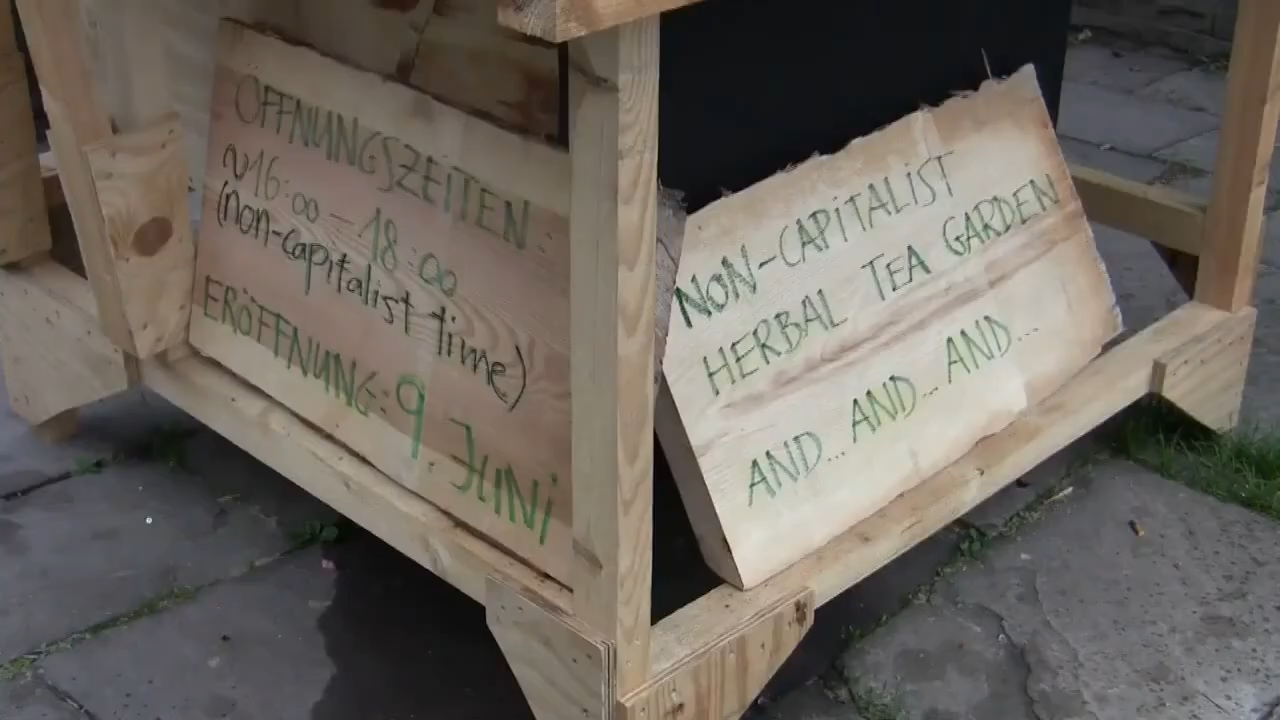 ÖFFNUNGSZEITEN:
~16:00 – 18:00
(non-capitalist time)
ERÖFFNUNG: 9 JUNi
NON-CAPiTALIST
HERBAL TEA GARDEN
AND... AND... AND...